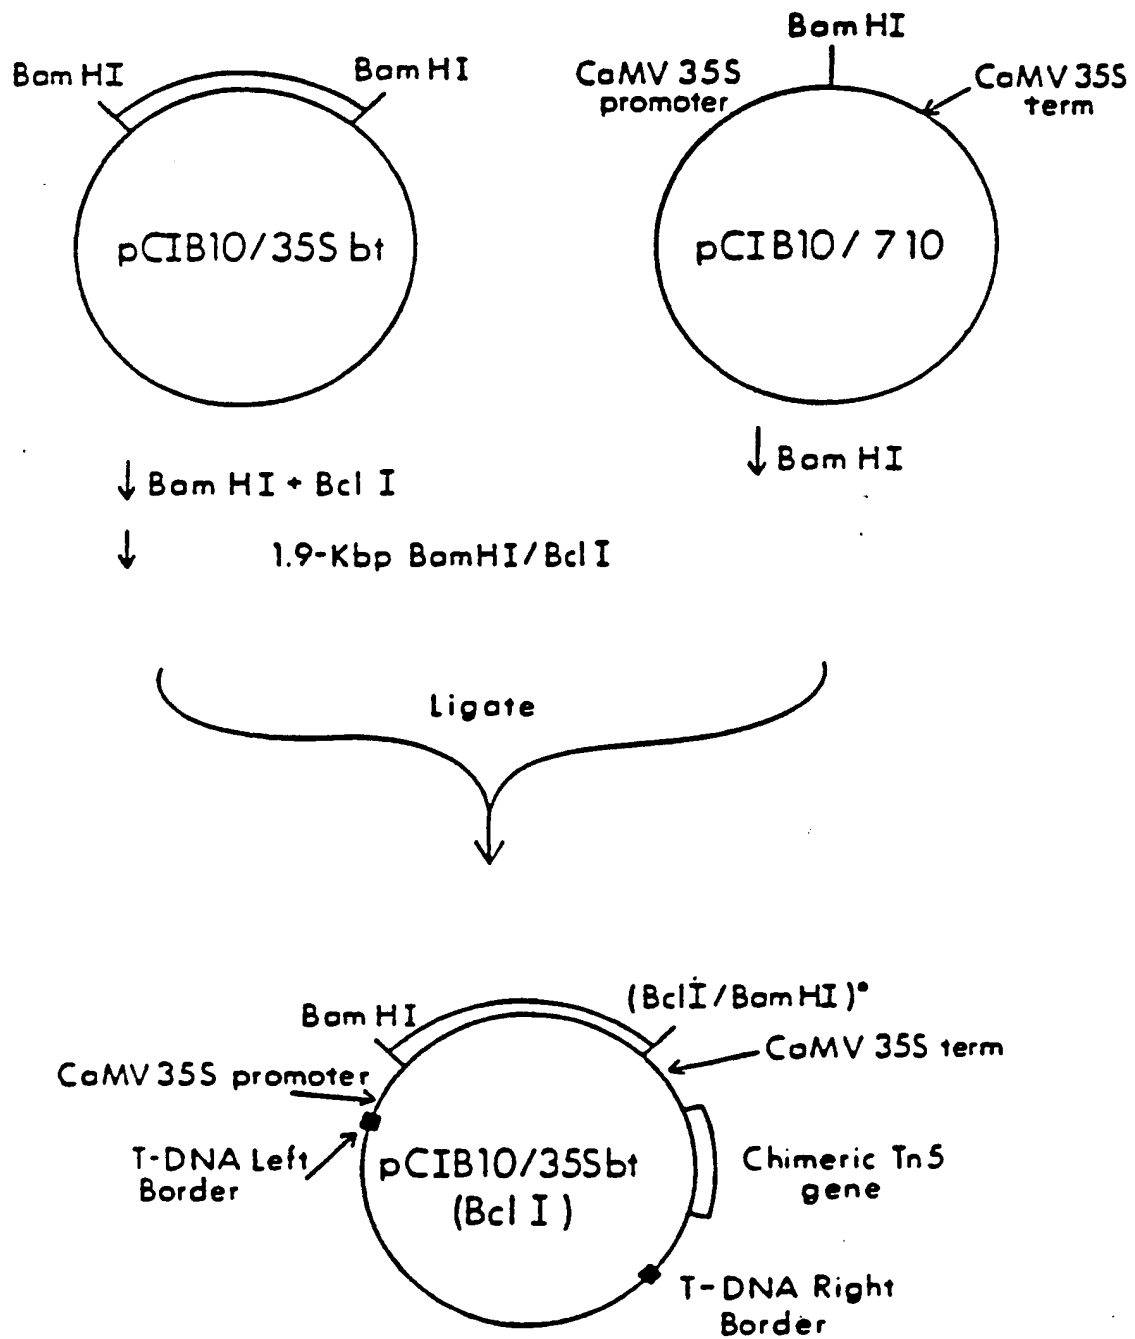 Bam HI
Bam HI
Bam HI
CaMV 35S
promoter
CaMV 35S
term
pCIB10/35S bt
pCIB10/710
↓ Bam HI + Bcl I
↓ Bam HI
↓ 1.9-Kbp BamHI/Bcl I
Ligate
Bam HI
(BclI/BamHI)*
CaMV 35S promoter
CaMV 35S term
T-DNA Left
Border
pCIB10/35Sbt
(Bcl I)
Chimeric Tn5
gene
T-DNA Right
Border